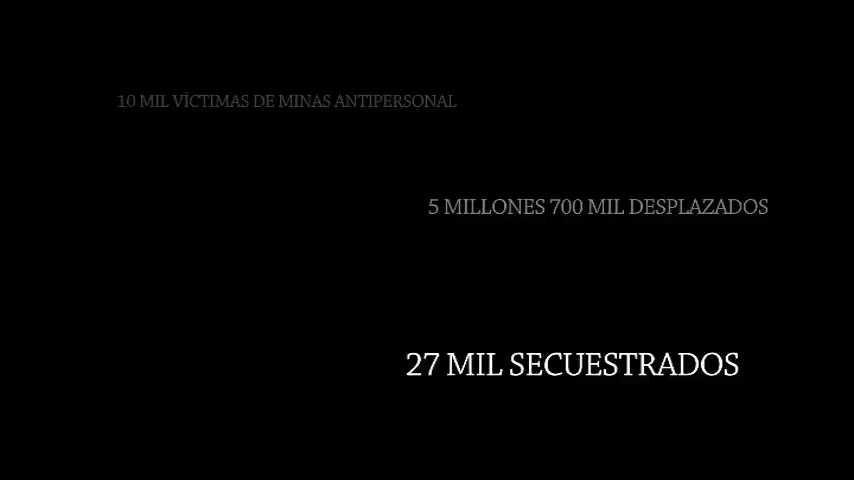 10 MIL VÍCTIMAS DE MINAS ANTIPERSONAL
5 MILLONES 700 MIL DESPLAZADOS
27 MIL SECUESTRADOS